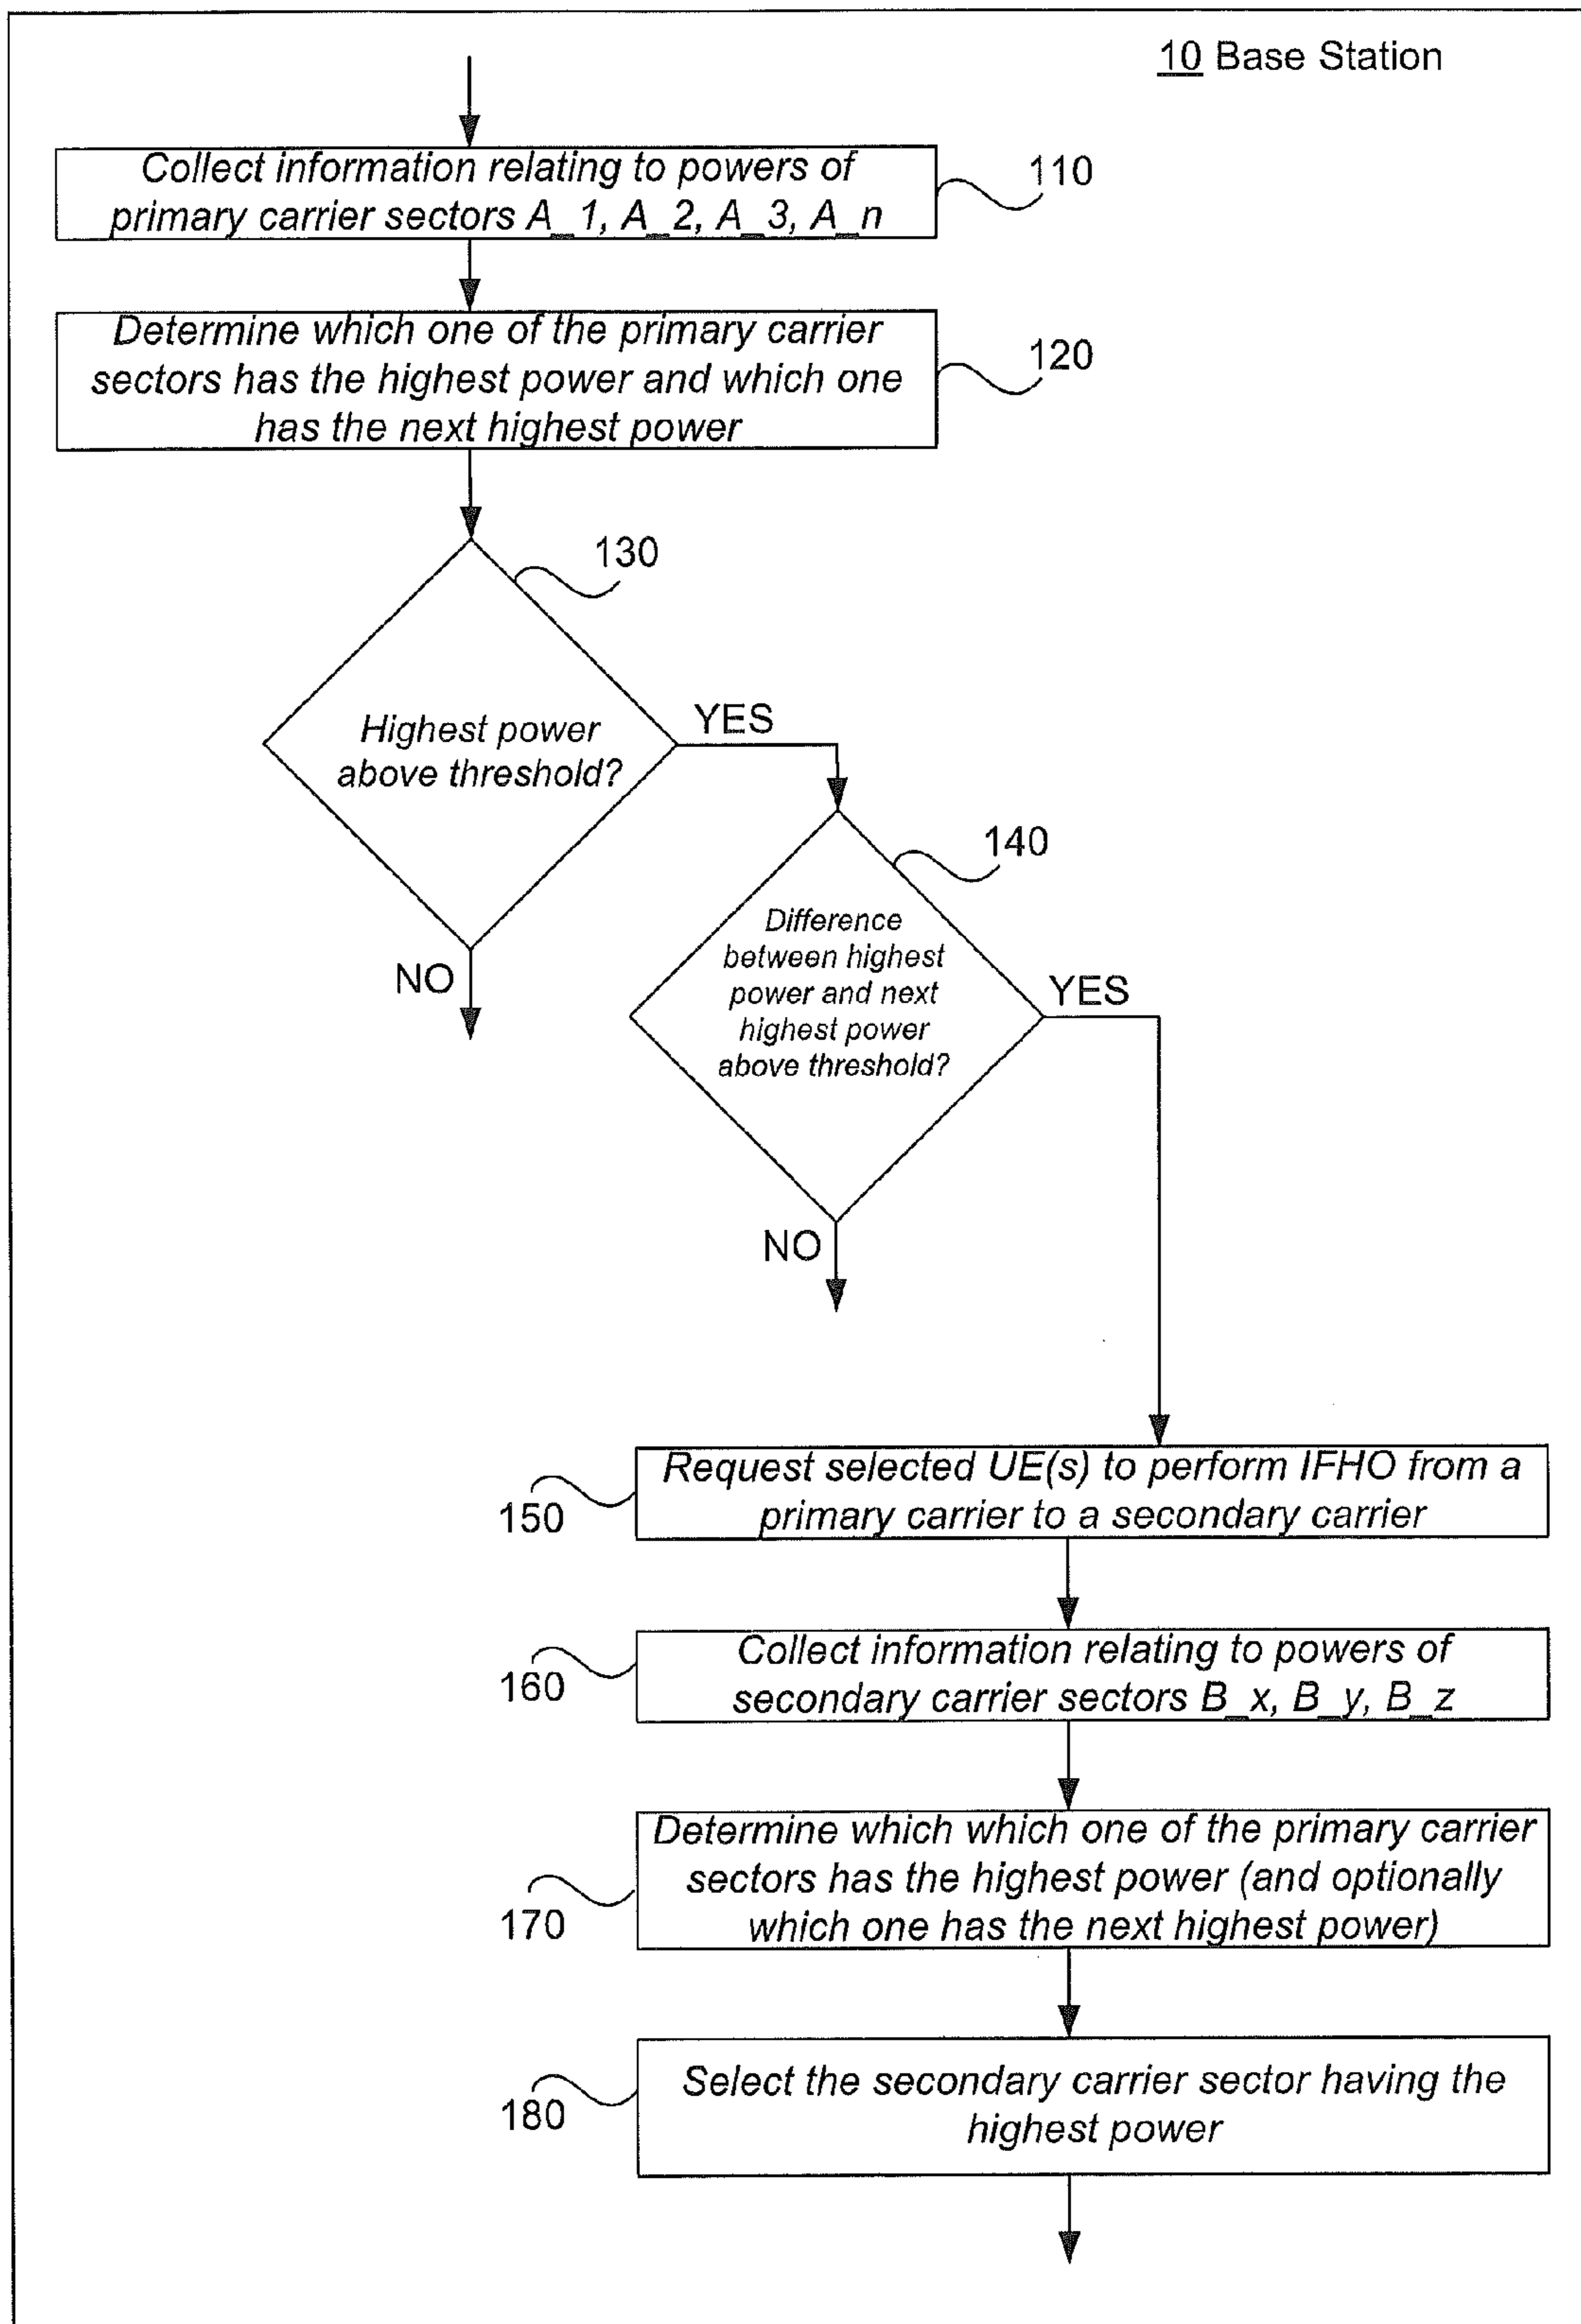 10 Base Station
Collect information relating to powers of
primary carrier sectors A_1, A_2, A_3, A_n
110
Determine which one of the primary carrier
sectors has the highest power and which one
has the next highest power
120
130
Highest power
above threshold?
YES
NO
140
Difference
between highest
power and next
highest power
above threshold?
YES
NO
Request selected UE(s) to perform IFHO from a
primary carrier to a secondary carrier
150
Collect information relating to powers of
secondary carrier sectors B_x, B_y, B_z
160
Determine which which one of the primary carrier
sectors has the highest power (and optionally
which one has the next highest power)
170
Select the secondary carrier sector having the
highest power
180